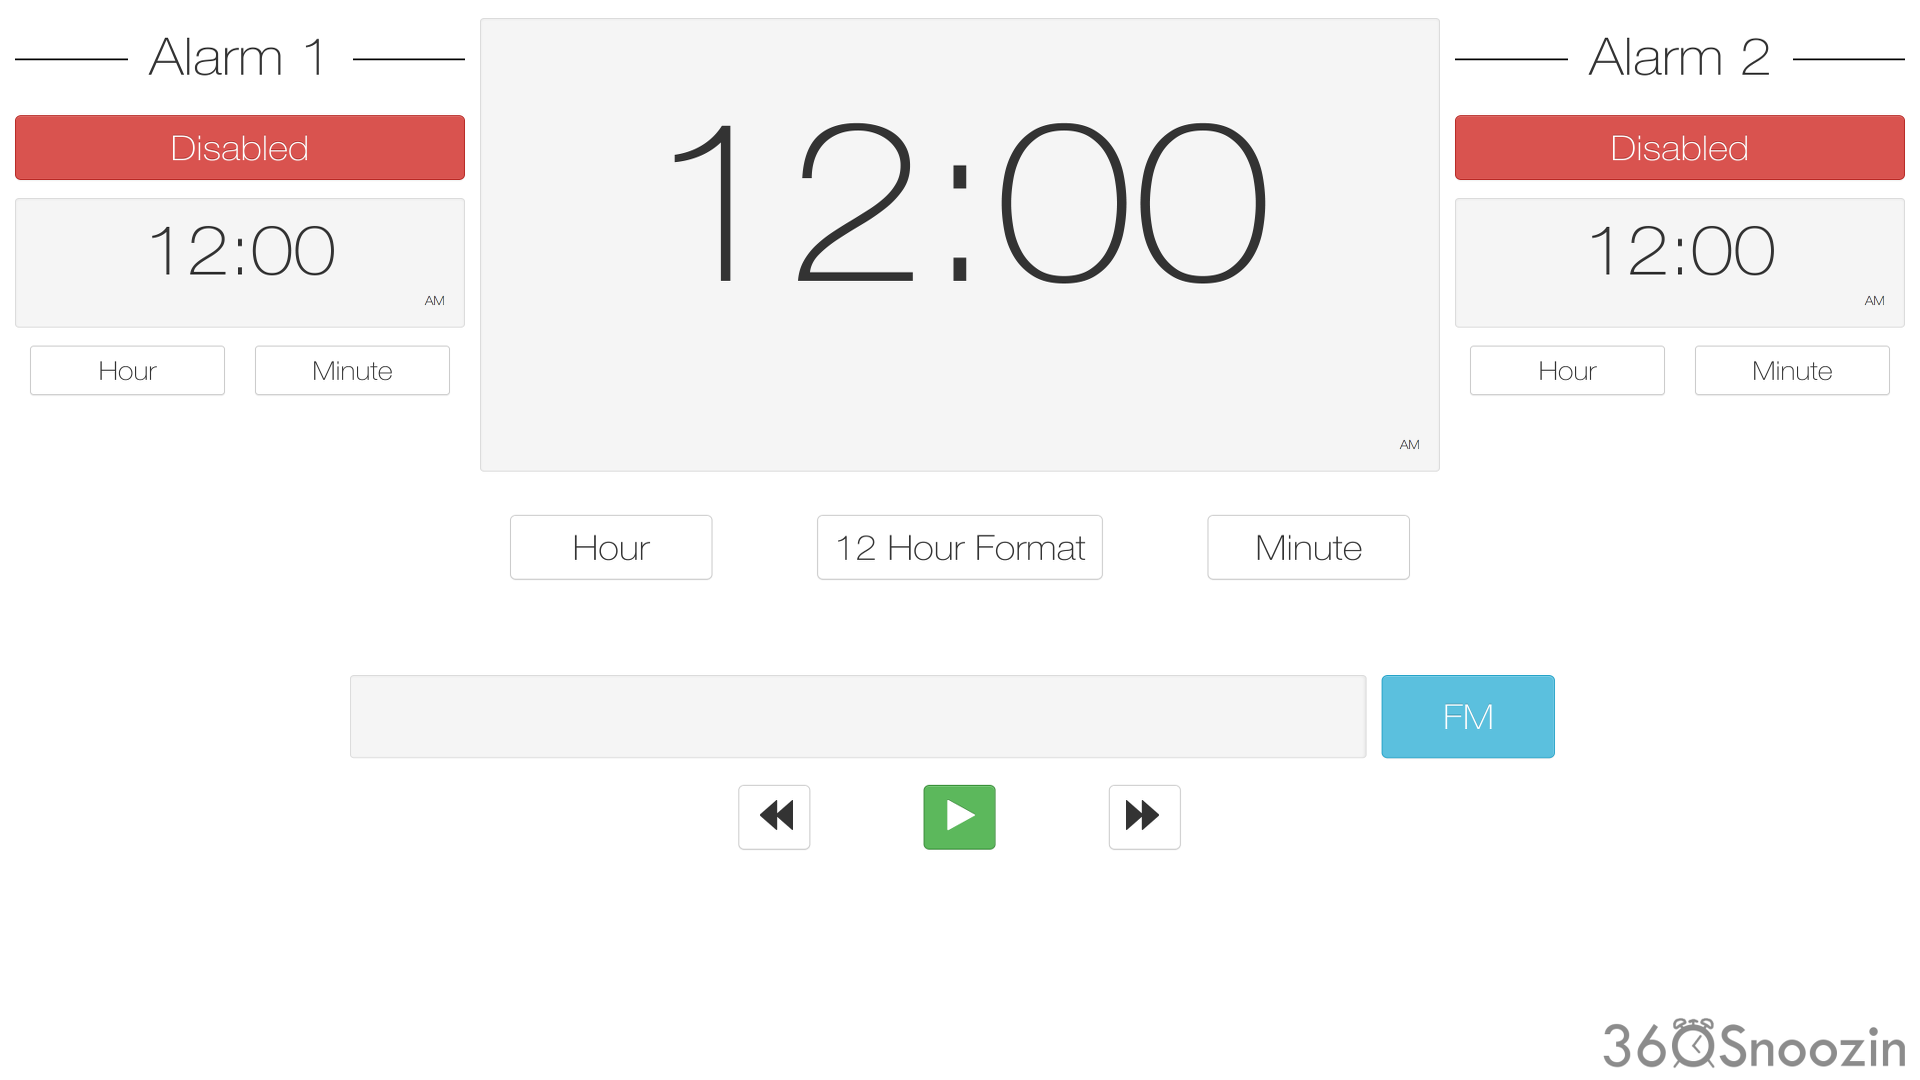 Alarm 1
Disabled
12:00
AM
Hour Minute
12:00
AM
Hour 12 Hour Format Minute
Alarm 2
Disabled
12:00
AM
Hour Minute
FM
360Snoozin